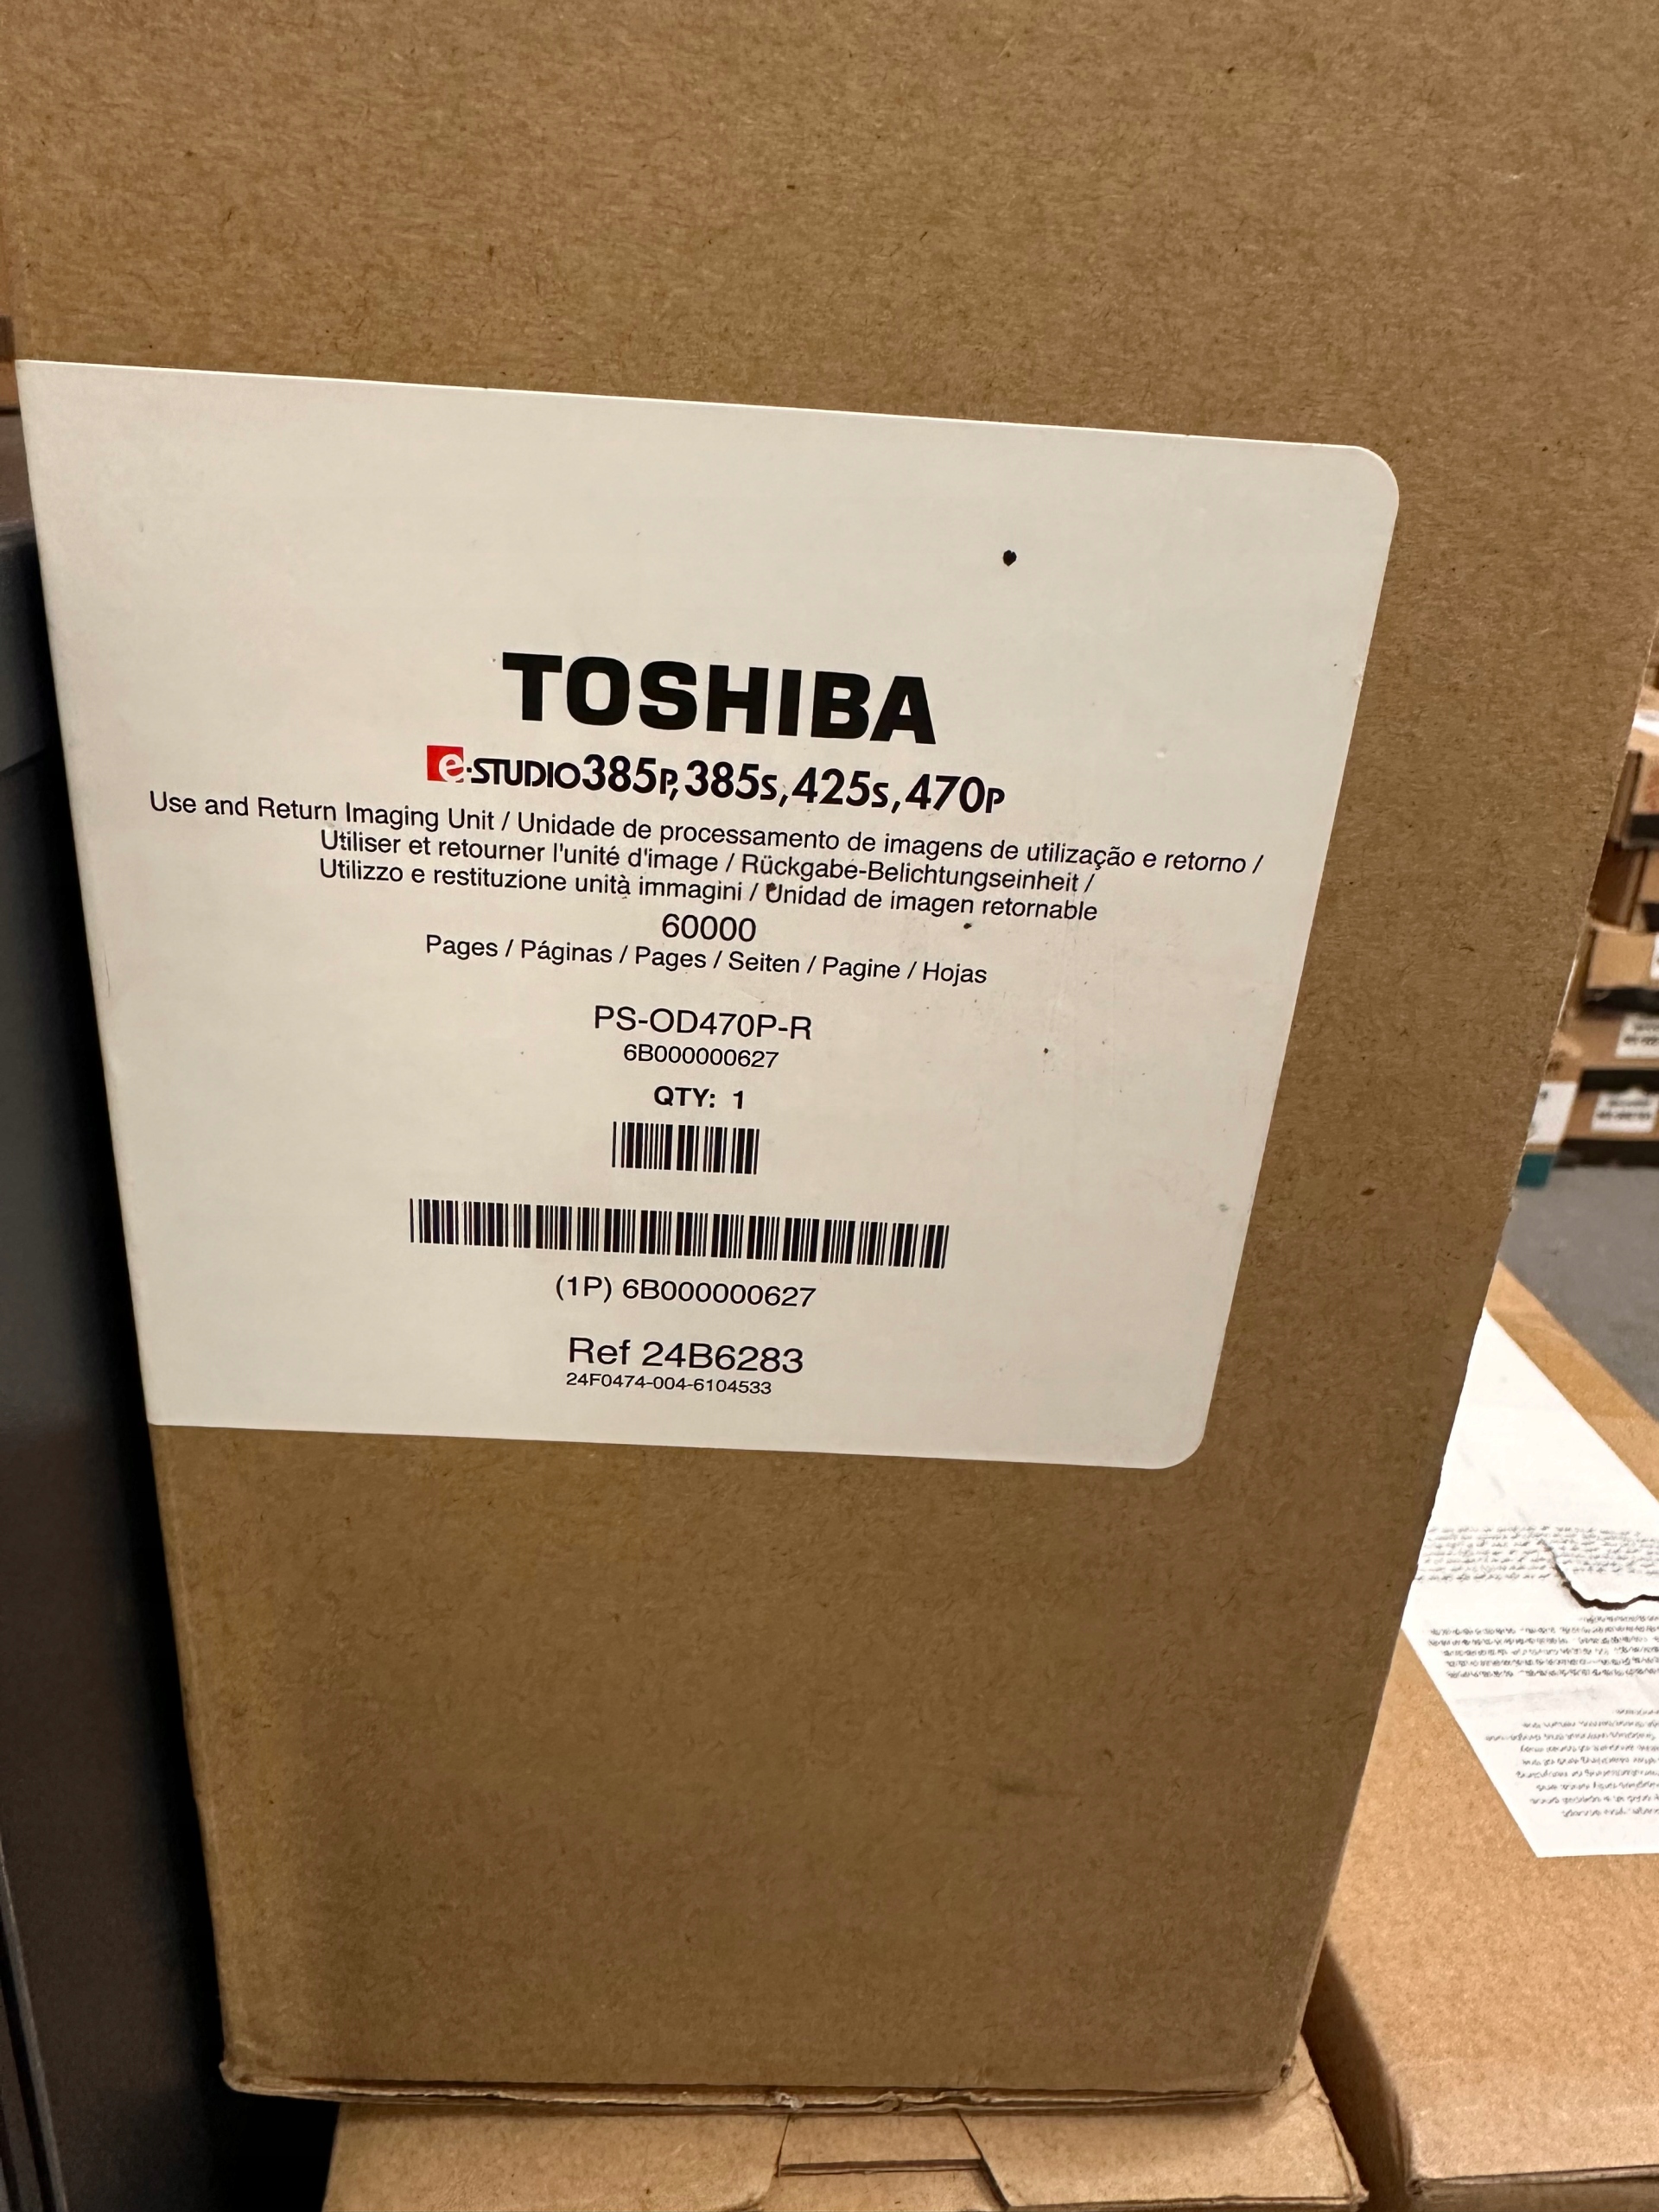 TOSHIBA
e-STUDIO385P, 385S, 425S, 470P
Use and Return Imaging Unit / Unidade de processamento de imagens de utilização e retorno /
Utiliser et retourner l'unité d'image / Rückgabe-Belichtungseinheit /
Utilizzo e restituzione unità immagini / Unidad de imagen retornable
60000
Pages / Páginas / Pages / Seiten / Pagine / Hojas
PS-OD470P-R
6B000000627
QTY: 1
(1P) 6B000000627
Ref 24B6283
24F0474-004-6104533